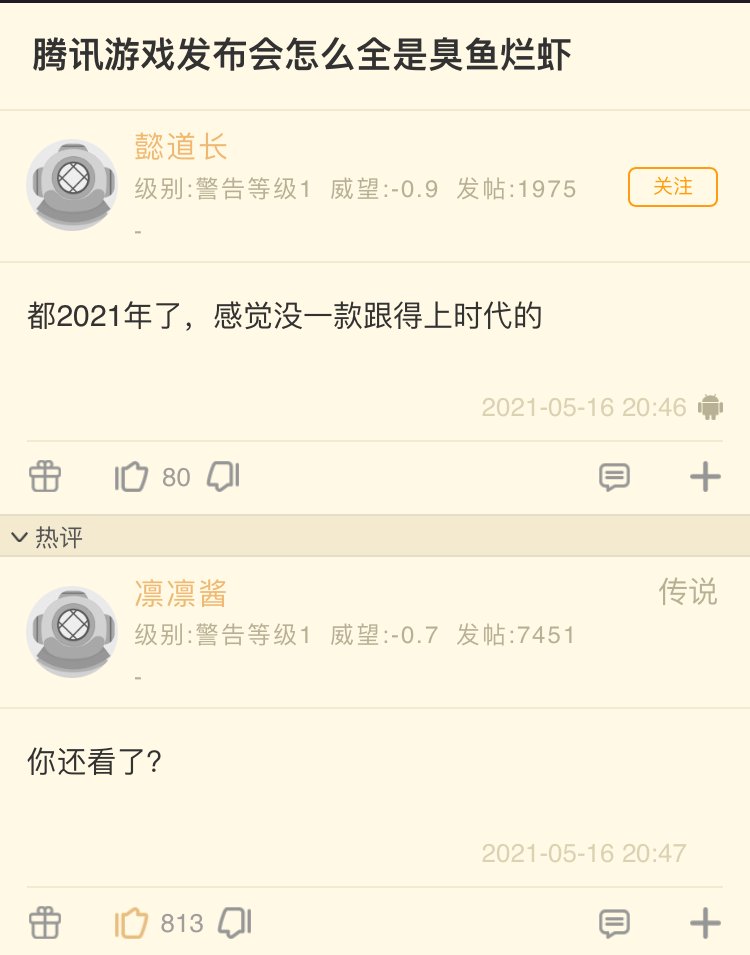 腾讯游戏发布会怎么全是臭鱼烂虾
懿道长
级别:警告等级1 威望:-0.9 发帖:1975
关注
-
都2021年了，感觉没一款跟得上时代的
2021-05-16 20:46
80
热评
凛凛酱
传说
级别:警告等级1 威望:-0.7 发帖:7451
-
你还看了?
2021-05-16 20:47
813